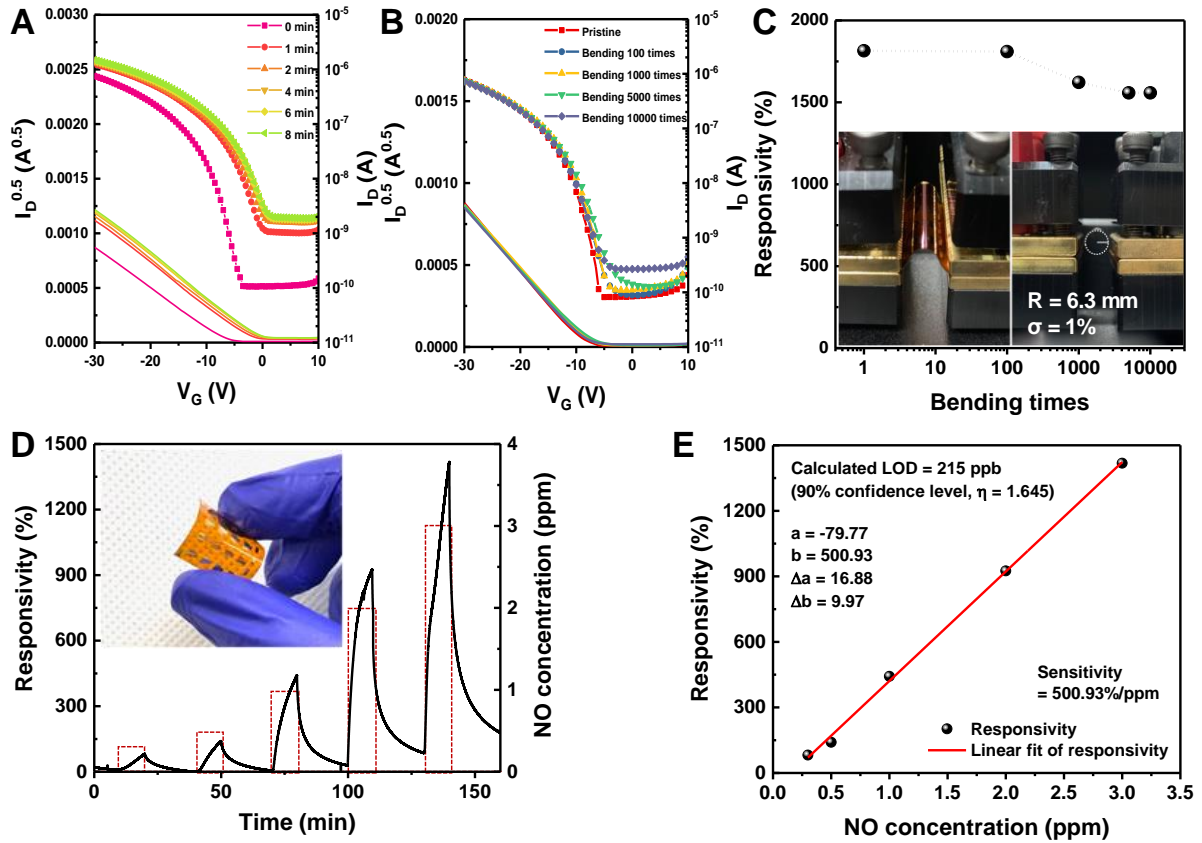 A
0.0030
0.0025
0.0020
0.0015
0.0010
0.0005
0.0000
I_D^0.5 (A^0.5)
-30
-20
-10
0
10
V_G (V)
10^-5
10^-6
10^-7
10^-8
10^-9
10^-10
10^-11
I_D (A)
0 min
1 min
2 min
4 min
6 min
8 min
B
0.0020
0.0015
0.0010
0.0005
0.0000
I_D^0.5 (A^0.5)
-30
-20
-10
0
10
V_G (V)
10^-5
10^-6
10^-7
10^-8
10^-9
10^-10
10^-11
I_D (A)
Pristine
Bending 100 times
Bending 1000 times
Bending 5000 times
Bending 10000 times
C
2000
1500
1000
500
0
Responsivity (%)
1
10
100
1000
10000
Bending times
R = 6.3 mm
σ = 1%
D
1500
1200
900
600
300
0
Responsivity (%)
0
50
100
150
Time (min)
4
3
2
1
0
NO concentration (ppm)
E
1500
1200
900
600
300
0
Responsivity (%)
0.0
0.5
1.0
1.5
2.0
2.5
3.0
3.5
NO concentration (ppm)
Calculated LOD = 215 ppb
(90% confidence level, η = 1.645)
a = -79.77
b = 500.93
Δa = 16.88
Δb = 9.97
Sensitivity
= 500.93%/ppm
Responsivity
Linear fit of responsivity